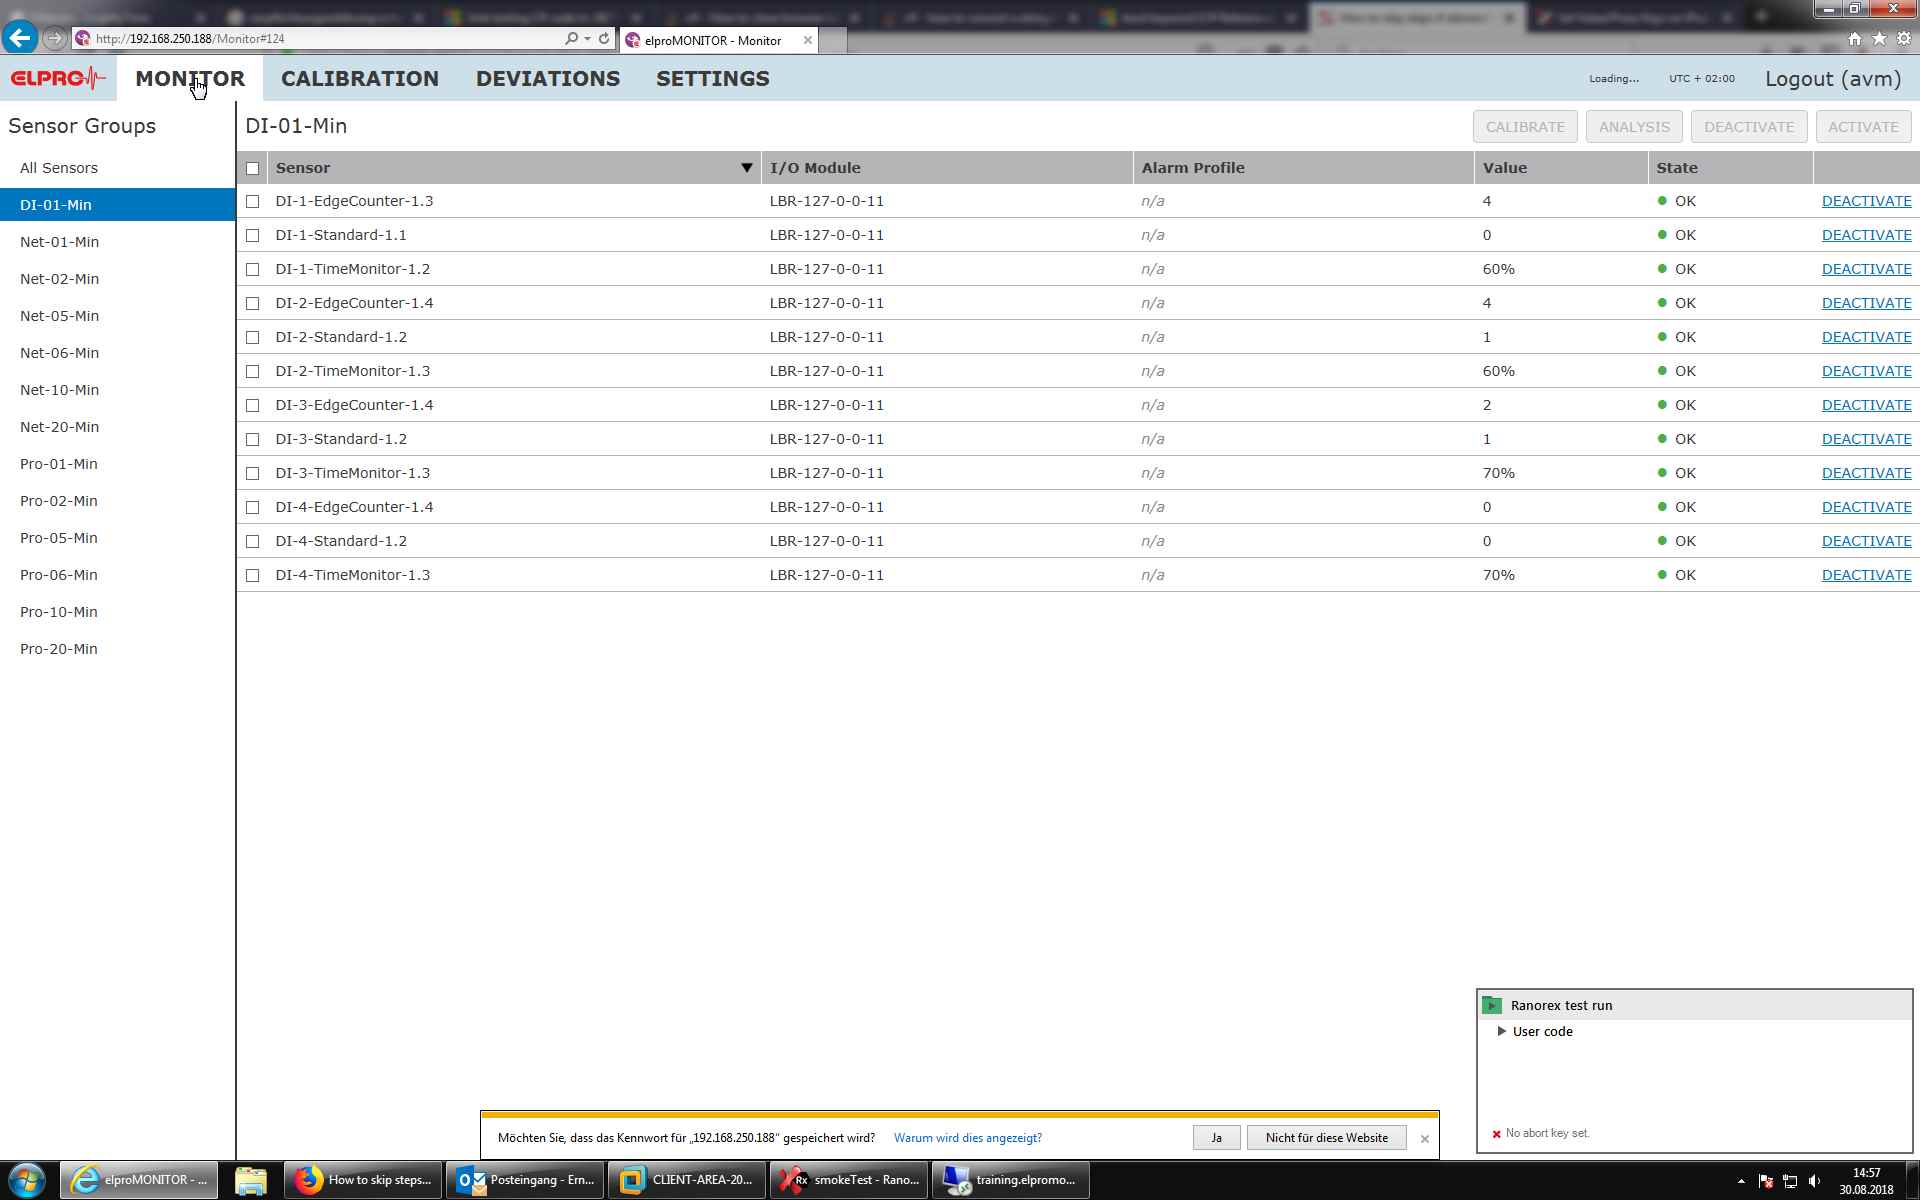 http://192.168.250.188/Monitor#124
elproMONITOR - Monitor
ELPRO
MONITOR
CALIBRATION
DEVIATIONS
SETTINGS
Loading...
UTC + 02:00
Logout (avm)
Sensor Groups
All Sensors
DI-01-Min
Net-01-Min
Net-02-Min
Net-05-Min
Net-06-Min
Net-10-Min
Net-20-Min
Pro-01-Min
Pro-02-Min
Pro-05-Min
Pro-06-Min
Pro-10-Min
Pro-20-Min
DI-01-Min
CALIBRATE ANALYSIS DEACTIVATE ACTIVATE
Sensor I/O Module Alarm Profile Value State
DI-1-EdgeCounter-1.3 LBR-127-0-0-11 n/a 4 OK DEACTIVATE
DI-1-Standard-1.1 LBR-127-0-0-11 n/a 0 OK DEACTIVATE
DI-1-TimeMonitor-1.2 LBR-127-0-0-11 n/a 60% OK DEACTIVATE
DI-2-EdgeCounter-1.4 LBR-127-0-0-11 n/a 4 OK DEACTIVATE
DI-2-Standard-1.2 LBR-127-0-0-11 n/a 1 OK DEACTIVATE
DI-2-TimeMonitor-1.3 LBR-127-0-0-11 n/a 60% OK DEACTIVATE
DI-3-EdgeCounter-1.4 LBR-127-0-0-11 n/a 2 OK DEACTIVATE
DI-3-Standard-1.2 LBR-127-0-0-11 n/a 1 OK DEACTIVATE
DI-3-TimeMonitor-1.3 LBR-127-0-0-11 n/a 70% OK DEACTIVATE
DI-4-EdgeCounter-1.4 LBR-127-0-0-11 n/a 0 OK DEACTIVATE
DI-4-Standard-1.2 LBR-127-0-0-11 n/a 0 OK DEACTIVATE
DI-4-TimeMonitor-1.3 LBR-127-0-0-11 n/a 70% OK DEACTIVATE
Ranorex test run
User code
No abort key set.
Möchten Sie, dass das Kennwort für „192.168.250.188“ gespeichert wird? Warum wird dies angezeigt? Ja Nicht für diese Website
elproMONITOR - ...
How to skip steps...
Posteingang - Ern...
CLIENT-AREA-20...
Rx
smokeTest - Rano...
training.elpromo...
14:57
30.08.2018